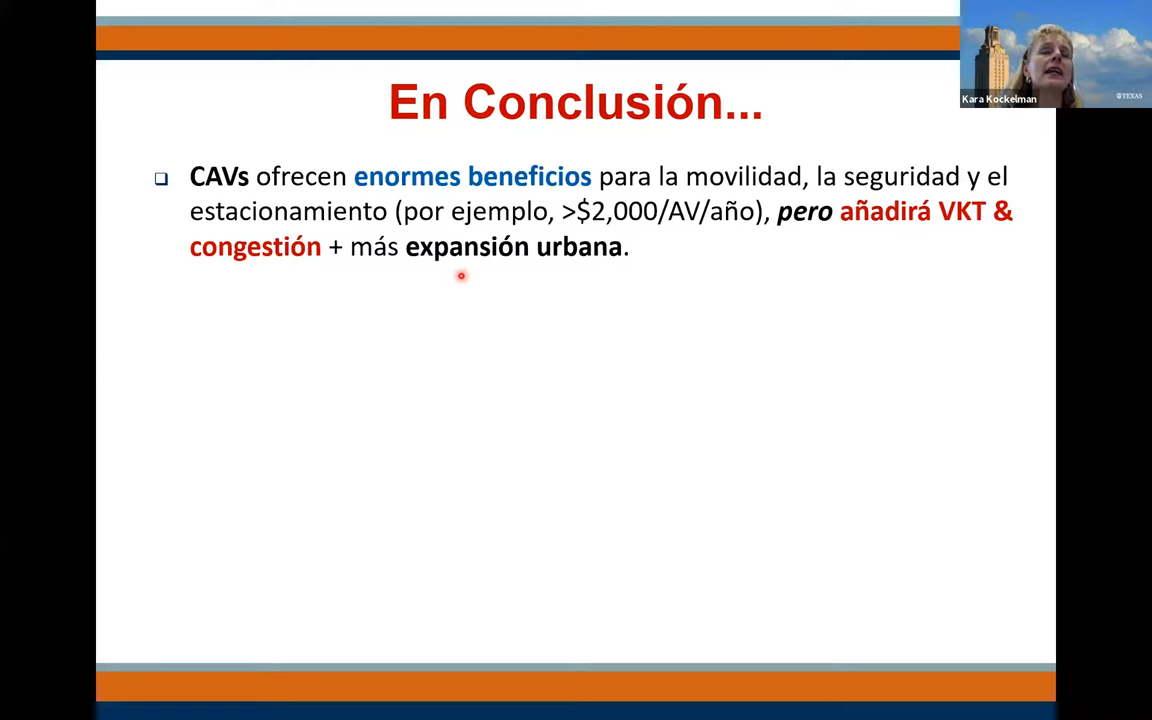 En Conclusión...
CAVs ofrecen enormes beneficios para la movilidad, la seguridad y el
estacionamiento (por ejemplo, >$2,000/AV/año), pero añadirá VKT &
congestión + más expansión urbana.
Kara Kockelman
TEXAS